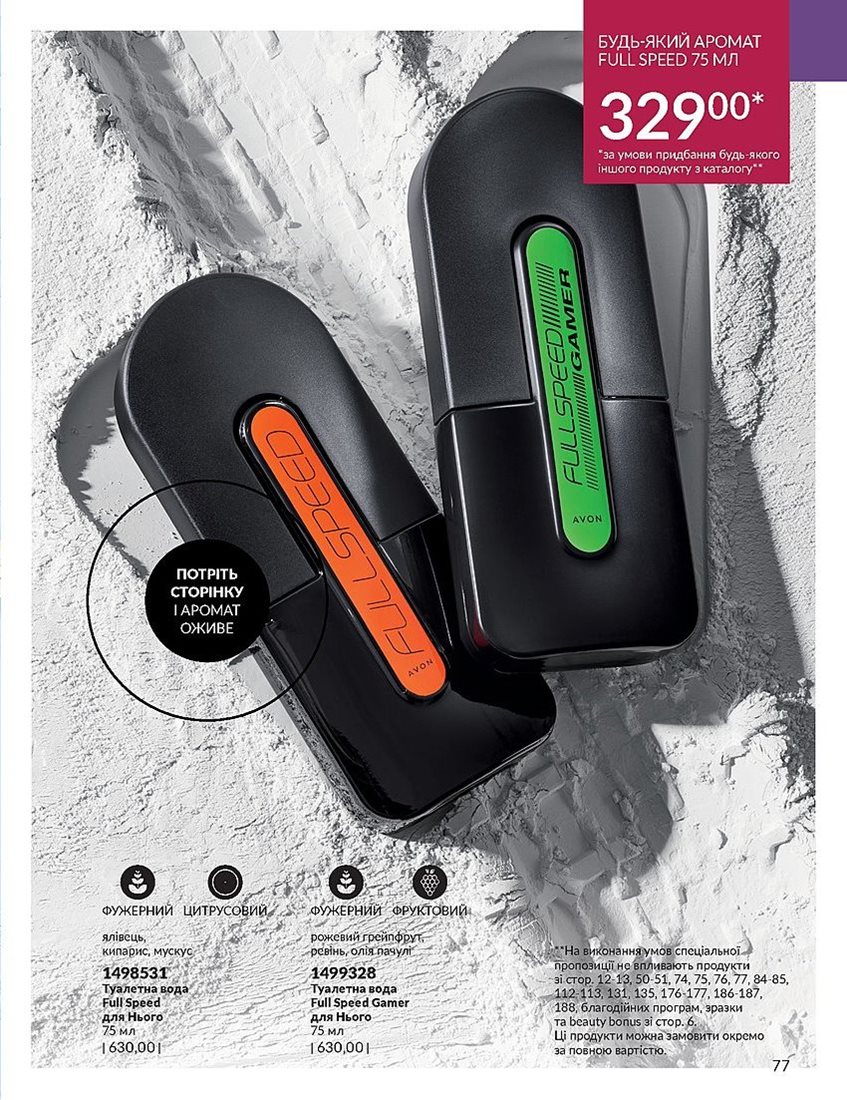 БУДЬ-ЯКИЙ АРОМАТ
FULL SPEED 75 МЛ
329⁰⁰*
*за умови придбання будь-якого
іншого продукту з каталогу**
FULL SPEED
GAMER
AVON
FULL SPEED
AVON
ПОТРІТЬ
СТОРІНКУ
І АРОМАТ
ОЖИВЕ
ФУЖЕРНИЙ ЦИТРУСОВИЙ
ялівець,
кипарис, мускус
1498531
Туалетна вода
Full Speed
для Нього
75 мл
| 630,00 |
ФУЖЕРНИЙ ФРУКТОВИЙ
рожевий грейпфрут,
ревінь, олія пачулі
1499328
Туалетна вода
Full Speed Gamer
для Нього
75 мл
| 630,00 |
**На виконання умов спеціальної
пропозиції не впливають продукти
зі стор. 12-13, 50-51, 74, 75, 76, 77, 84-85,
112-113, 131, 135, 176-177, 186-187,
188, благодійних програм, зразки
та beauty bonus зі стор. 6.
Ці продукти можна замовити окремо
за повною вартістю.
77